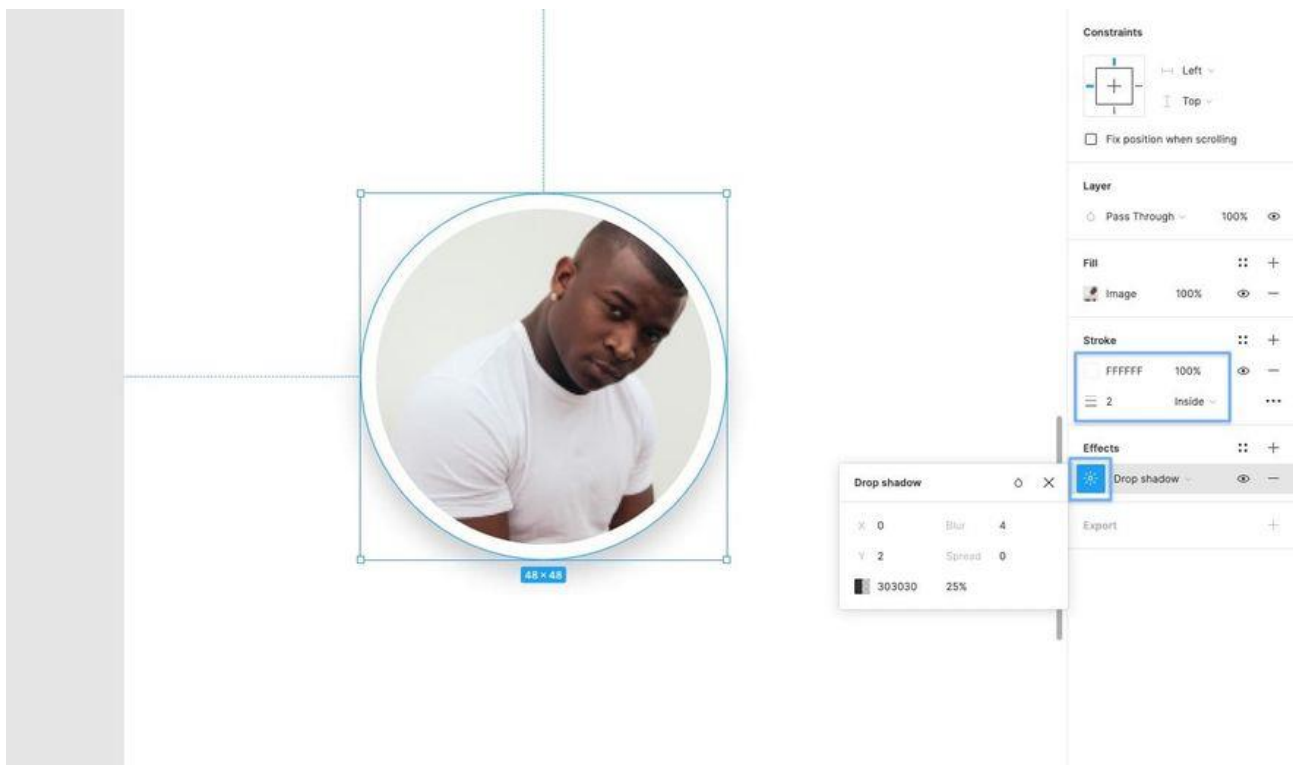 Constraints
Left
Top
Fix position when scrolling
Layer
Pass Through 100%
Fill
Image 100%
Stroke
FFFFFF 100%
2 Inside
Effects
Drop shadow
Export
Drop shadow
X 0 Blur 4
Y 2 Spread 0
303030 25%
48 × 48